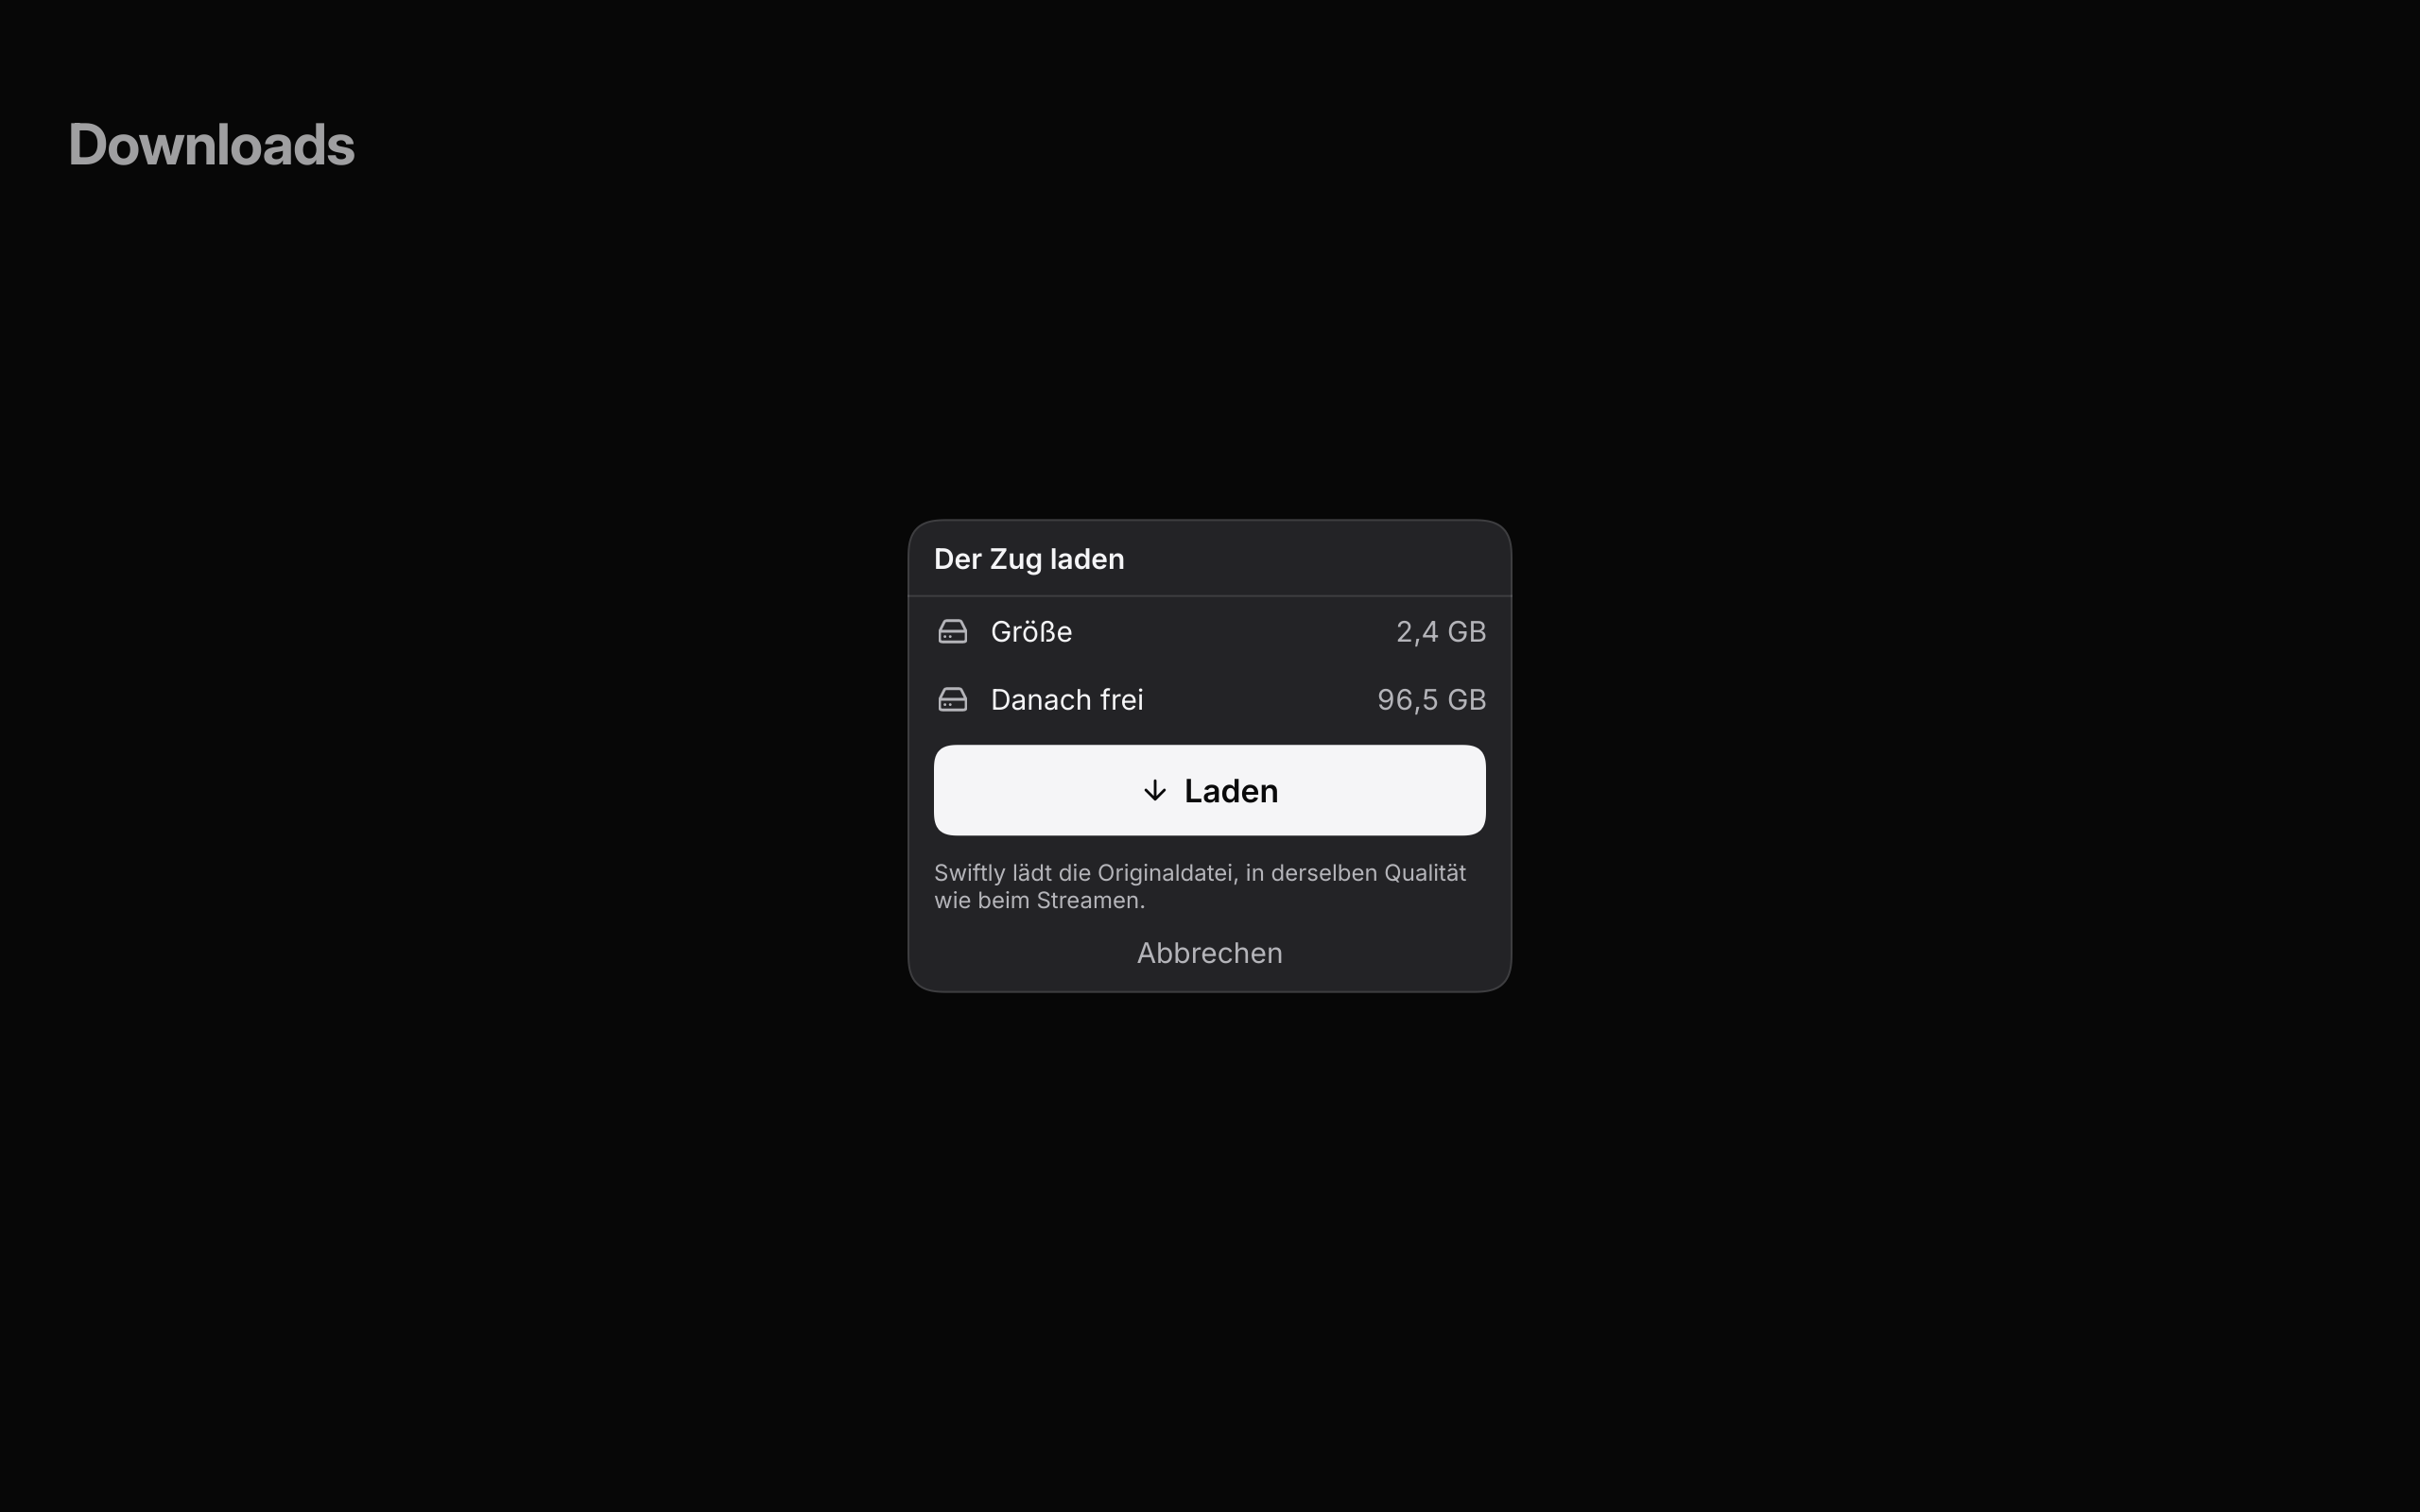 Downloads
Der Zug laden
Größe 2,4 GB
Danach frei 96,5 GB
Laden
Swiftly lädt die Originaldatei, in derselben Qualität
wie beim Streamen.
Abbrechen